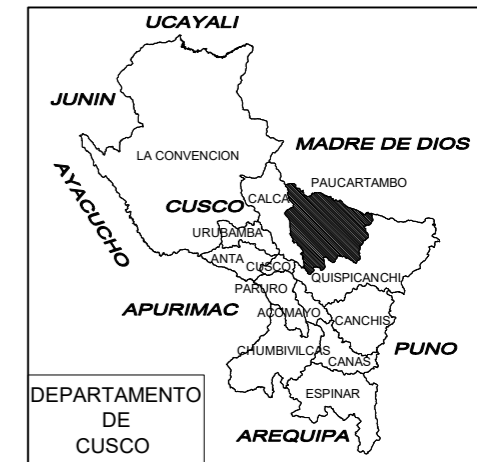 UCAYALI
JUNIN
MADRE DE DIOS
LA CONVENCION
PAUCARTAMBO
AYACUCHO
CALCA
CUSCO
URUBAMBA
ANTA
CUSCO
QUISPICANCHI
PARURO
APURIMAC
ACOMAYO
CANCHIS
CHUMBIVILCAS
PUNO
CANAS
ESPINAR
AREQUIPA
DEPARTAMENTO
DE
CUSCO